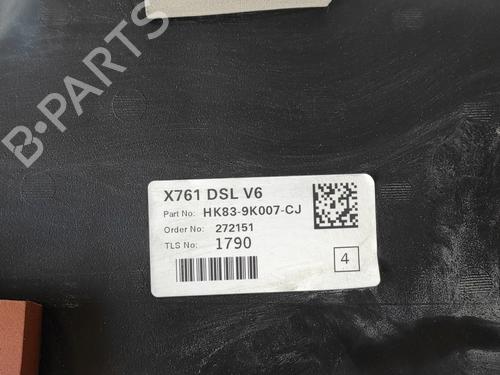 B-PARTS
X761 DSL V6
Part No: HK83-9K007-CJ
Order No: 272151
TLS No: 1790
4